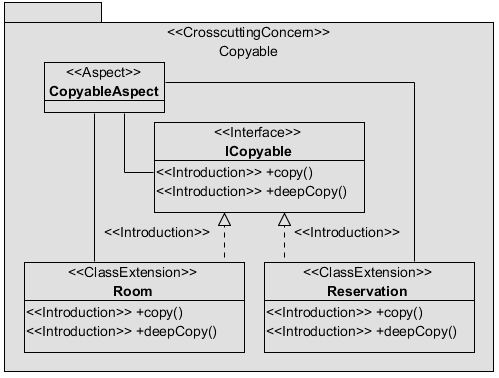 <<CrosscuttingConcern>>
Copyable
<<Aspect>>
CopyableAspect
<<Interface>>
ICopyable
<<Introduction>> +copy()
<<Introduction>> +deepCopy()
<<Introduction>>
<<Introduction>>
<<ClassExtension>>
Room
<<Introduction>> +copy()
<<Introduction>> +deepCopy()
<<ClassExtension>>
Reservation
<<Introduction>> +copy()
<<Introduction>> +deepCopy()